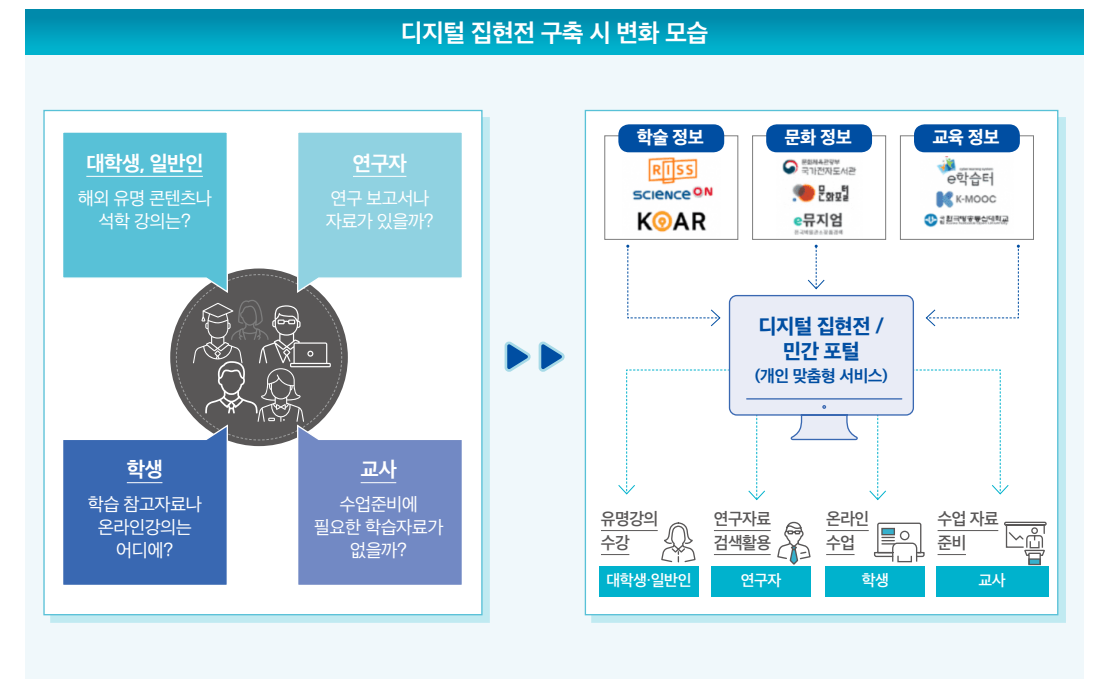 디지털 집현전 구축 시 변화 모습
대학생, 일반인
해외 유명 콘텐츠나
석학 강의는?
연구자
연구 보고서나
자료가 있을까?
학생
학습 참고자료나
온라인강의는
어디에?
교사
수업준비에
필요한 학습자료가
없을까?
학술 정보
RISS
SCIENCE ON
KOAR
문화 정보
문화체육관광부
국가전자도서관
문화포털
e뮤지엄
교육 정보
e학습터
K-MOOC
한국방송통신대학교
디지털 집현전 /
민간 포털
(개인 맞춤형 서비스)
유명강의
수강
대학생·일반인
연구자료
검색활용
연구자
온라인
수업
학생
수업 자료
준비
교사